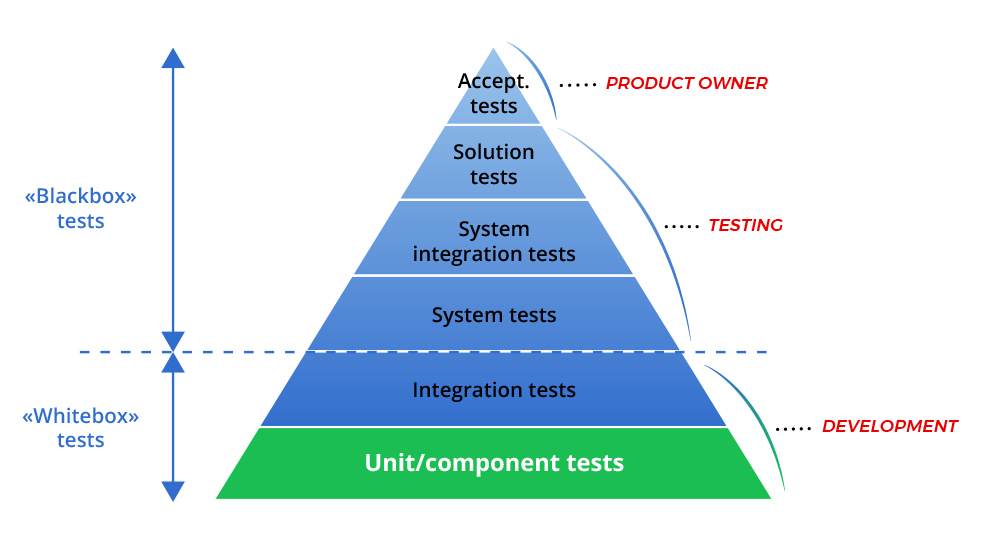 Accept.
tests
PRODUCT OWNER
Solution
tests
«Blackbox»
tests
TESTING
System
integration tests
System tests
Integration tests
«Whitebox»
tests
DEVELOPMENT
Unit/component tests